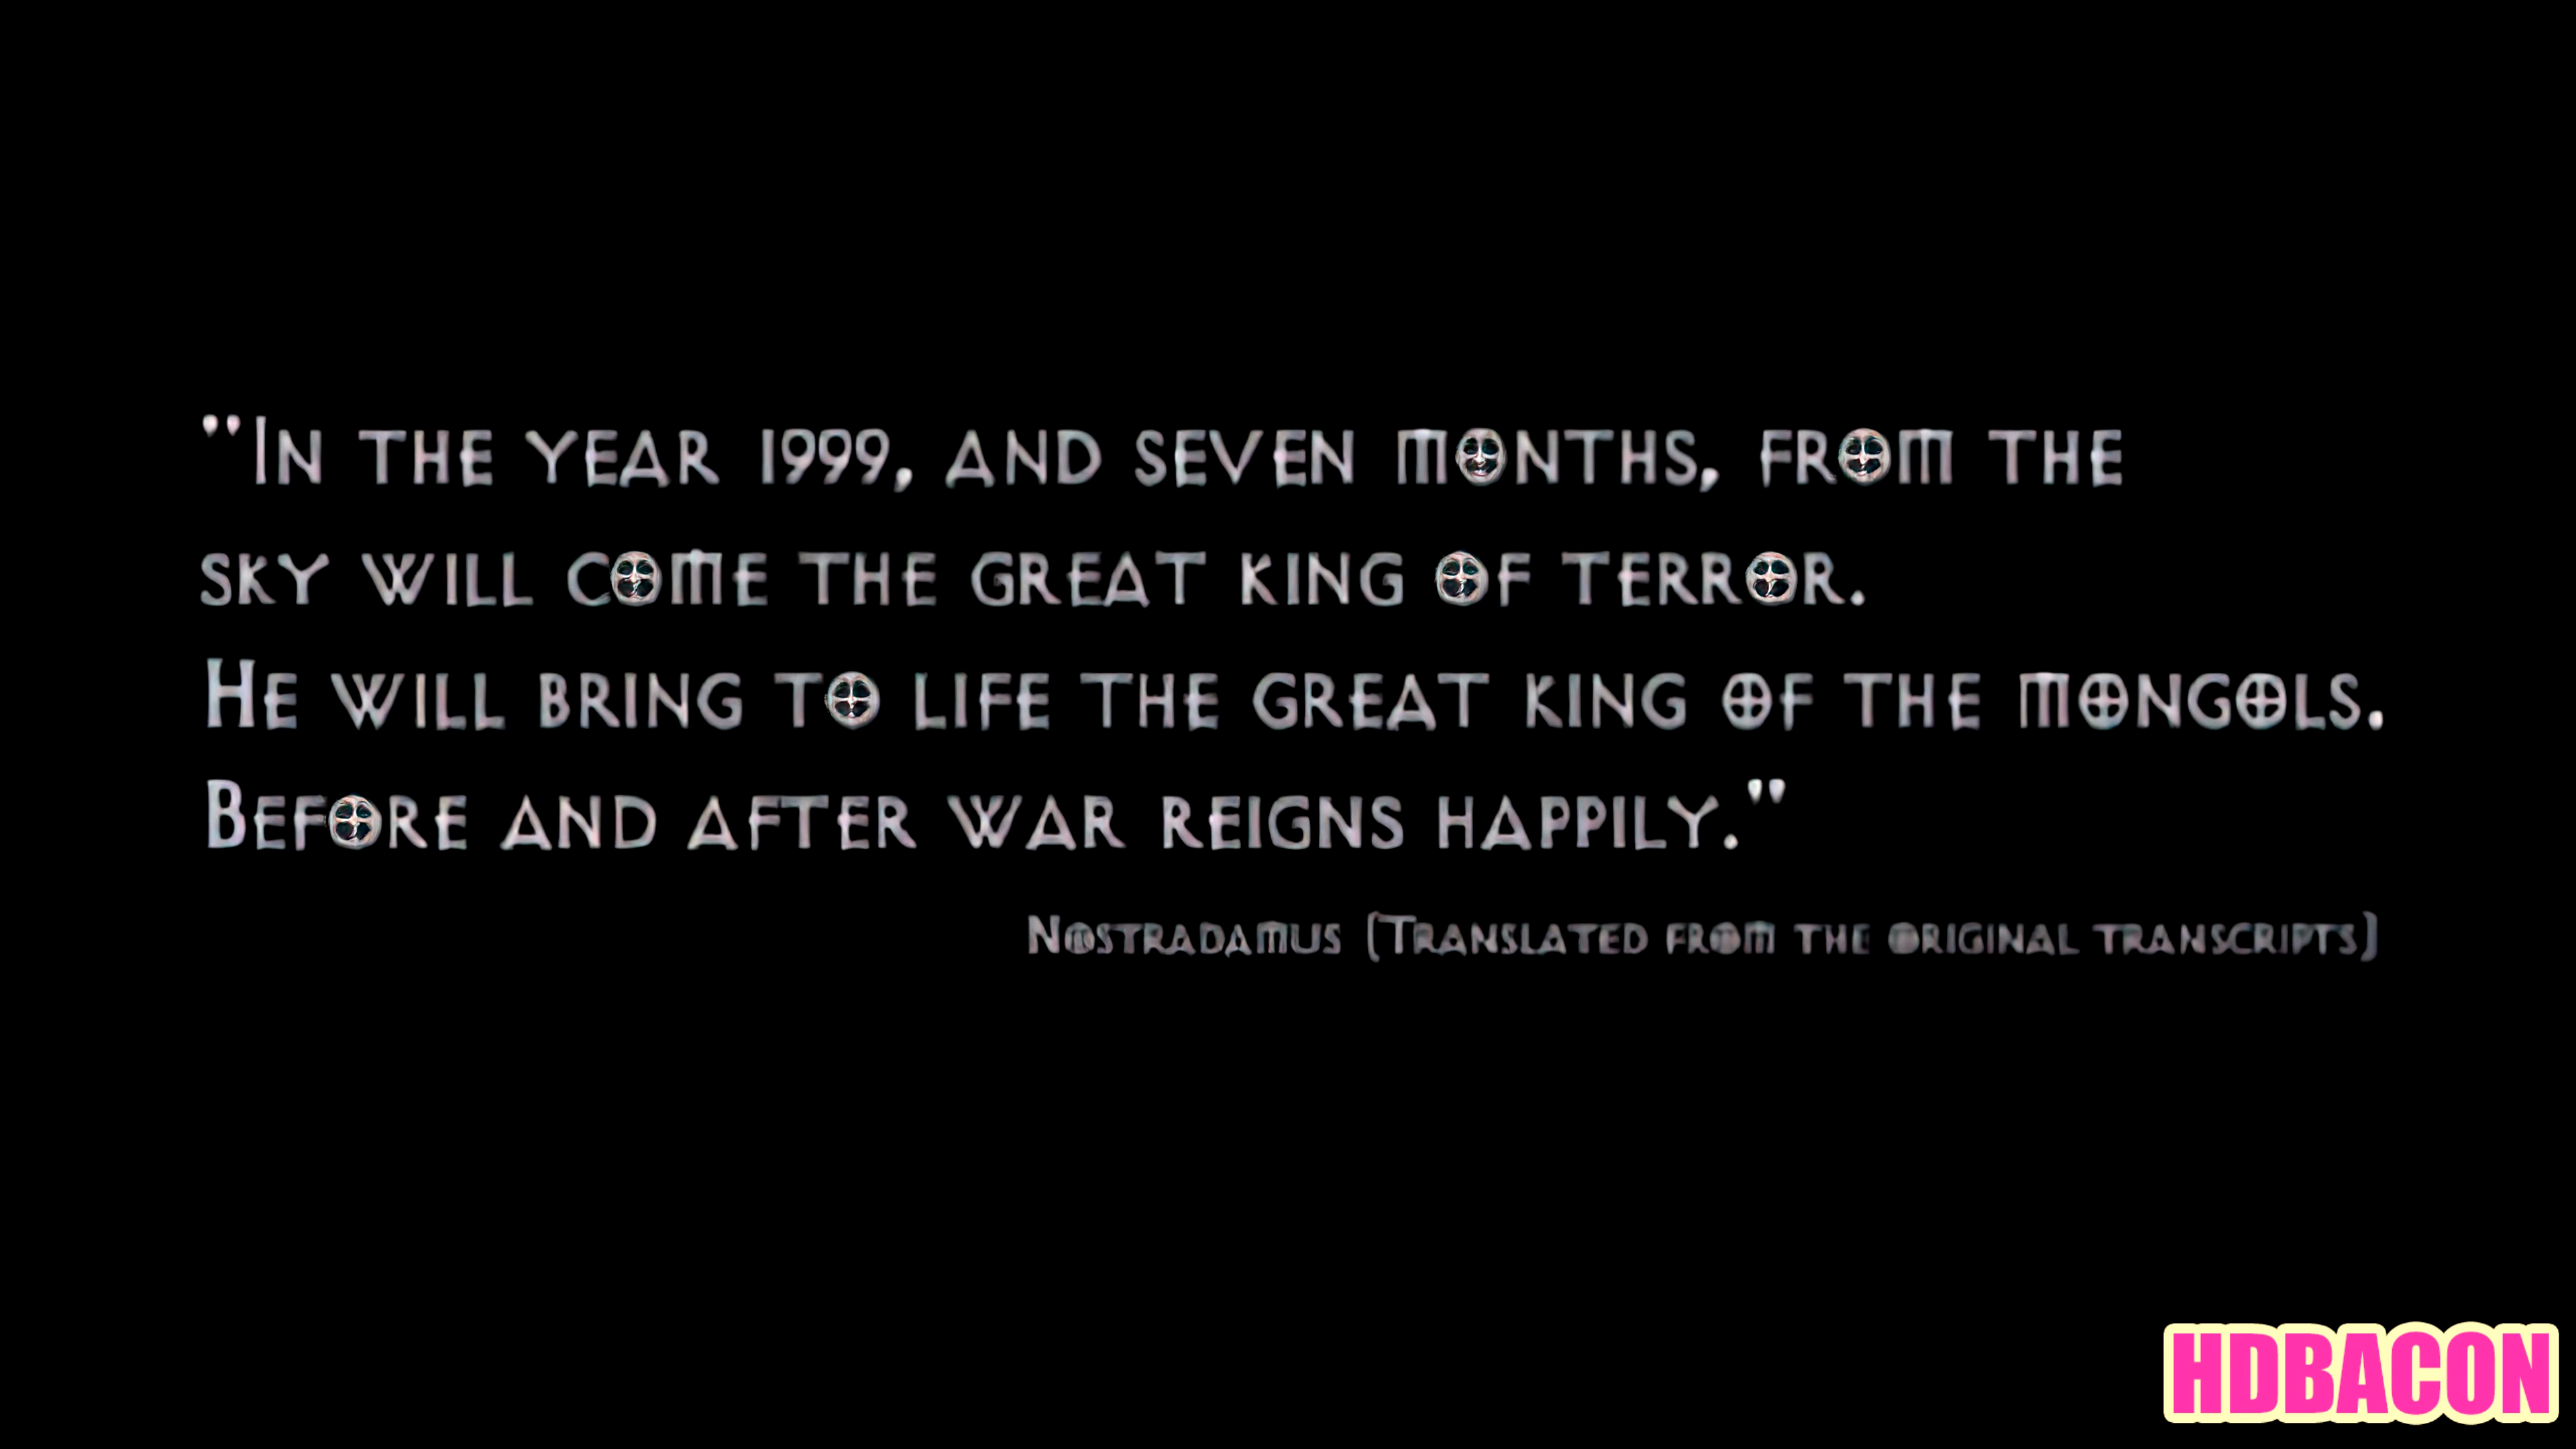 "In the year 1999, and seven months, from the
sky will come the great king of terror.
He will bring to life the great king of the mongols.
Before and after war reigns happily."
Nostradamus (Translated from the original transcripts)
HDBACON